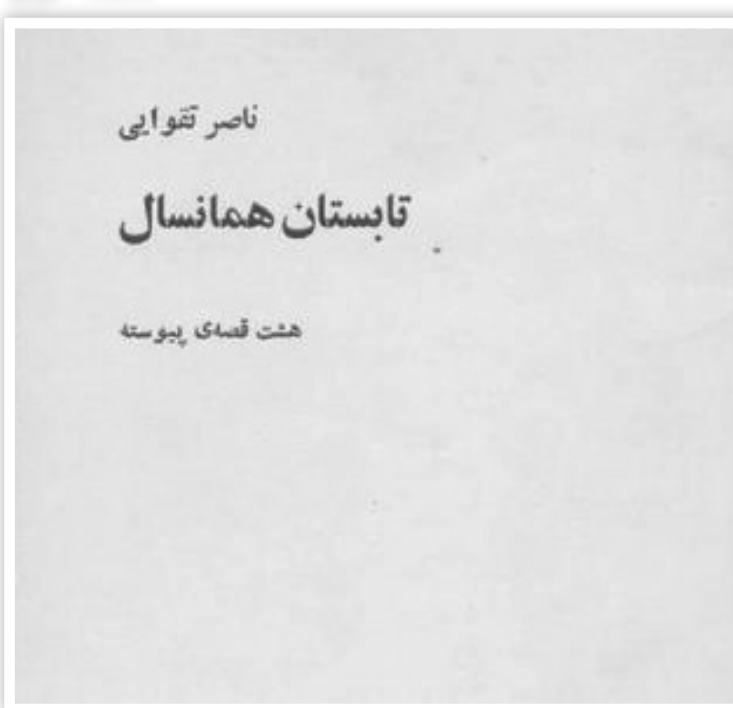 ناصر تقوایی
تابستان همانسال
هشت قصه‌ی پیوسته